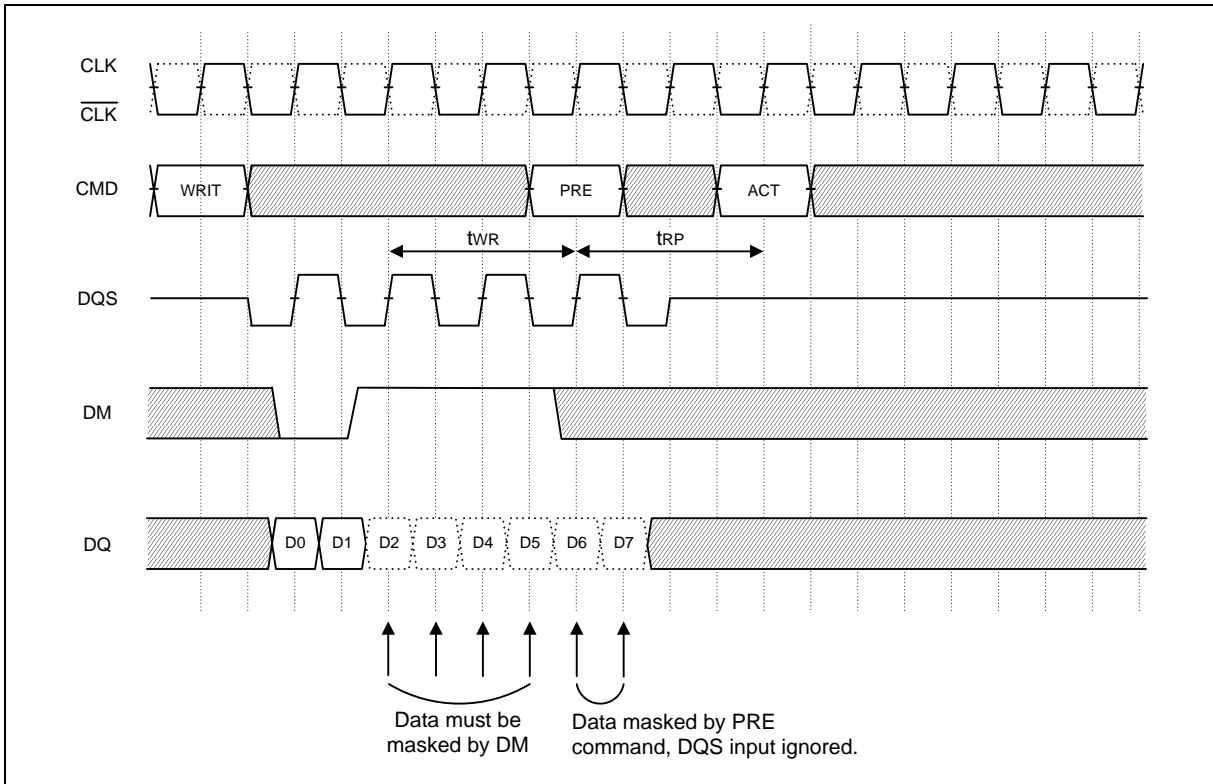 CLK
CLK
CMD
WRIT
PRE
ACT
tWR
tRP
DQS
DM
DQ
D0 D1 D2 D3 D4 D5 D6 D7
Data must be
masked by DM
Data masked by PRE
command, DQS input ignored.